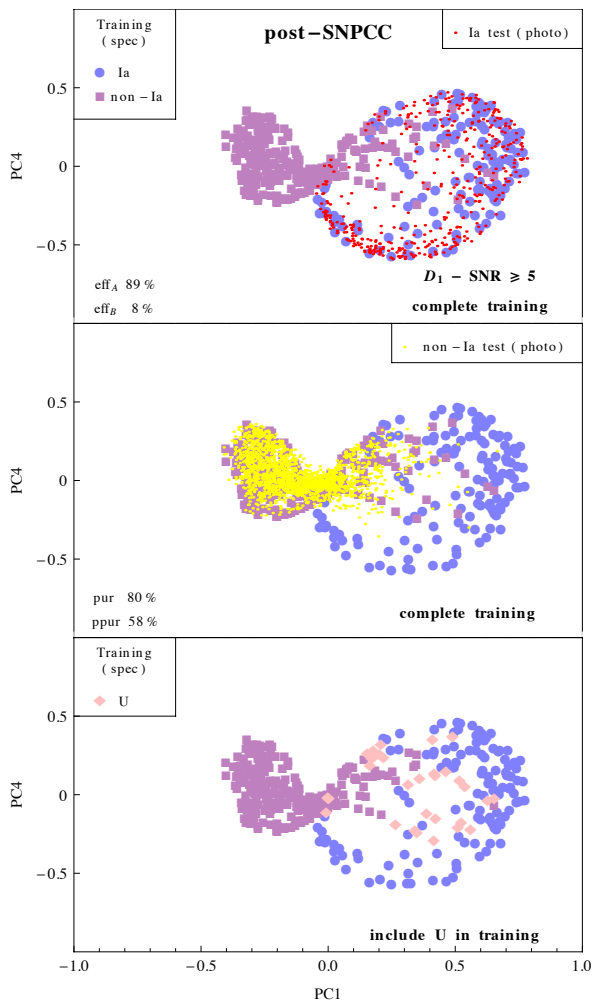 post−SNPCC
Training
( spec )
Ia
non −Ia
Ia test ( photo )
0.5
0
−0.5
PC4
eff_A 89 %
eff_B 8 %
D_1 − SNR ⩾ 5
complete training
non −Ia test ( photo )
0.5
0
−0.5
PC4
pur 80 %
ppur 58 %
complete training
Training
( spec )
U
0.5
0
−0.5
PC4
include U in training
−1.0 −0.5 0.0 0.5 1.0
PC1